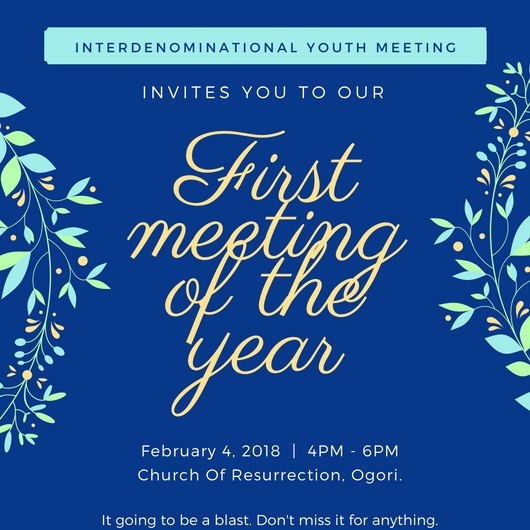 INTERDENOMINATIONAL YOUTH MEETING
INVITES YOU TO OUR
First
meeting
of the
year
February 4, 2018 | 4PM - 6PM
Church Of Resurrection, Ogori.
It going to be a blast. Don't miss it for anything.